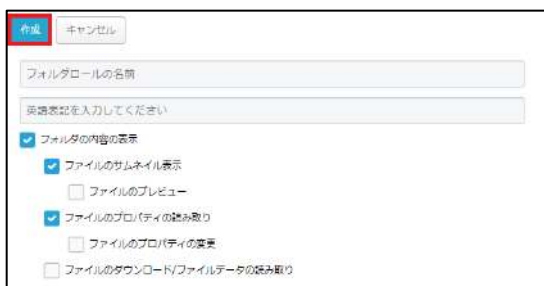 作成 キャンセル
フォルダロールの名前
英語表記を入力してください
フォルダの内容の表示
ファイルのサムネイル表示
ファイルのプレビュー
ファイルのプロパティの読み取り
ファイルのプロパティの変更
ファイルのダウンロード/ファイルデータの読み取り